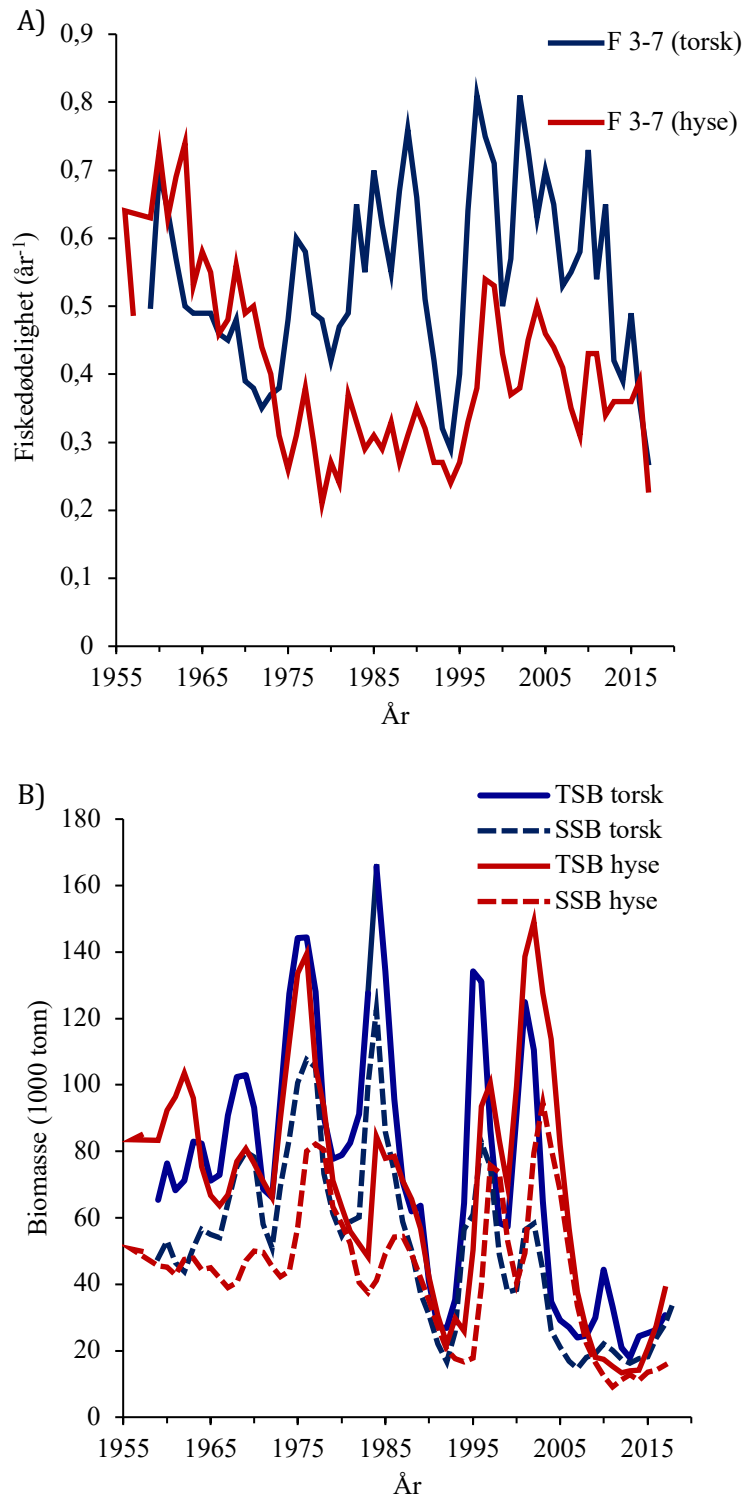 A)
0,9
0,8
0,7
0,6
0,5
0,4
0,3
0,2
0,1
0
Fiskedødelighet (år-1)
F 3-7 (torsk)
F 3-7 (hyse)
1955 1965 1975 1985 1995 2005 2015
År
B)
180
160
140
120
100
80
60
40
20
0
Biomasse (1000 tonn)
TSB torsk
SSB torsk
TSB hyse
SSB hyse
1955 1965 1975 1985 1995 2005 2015
År